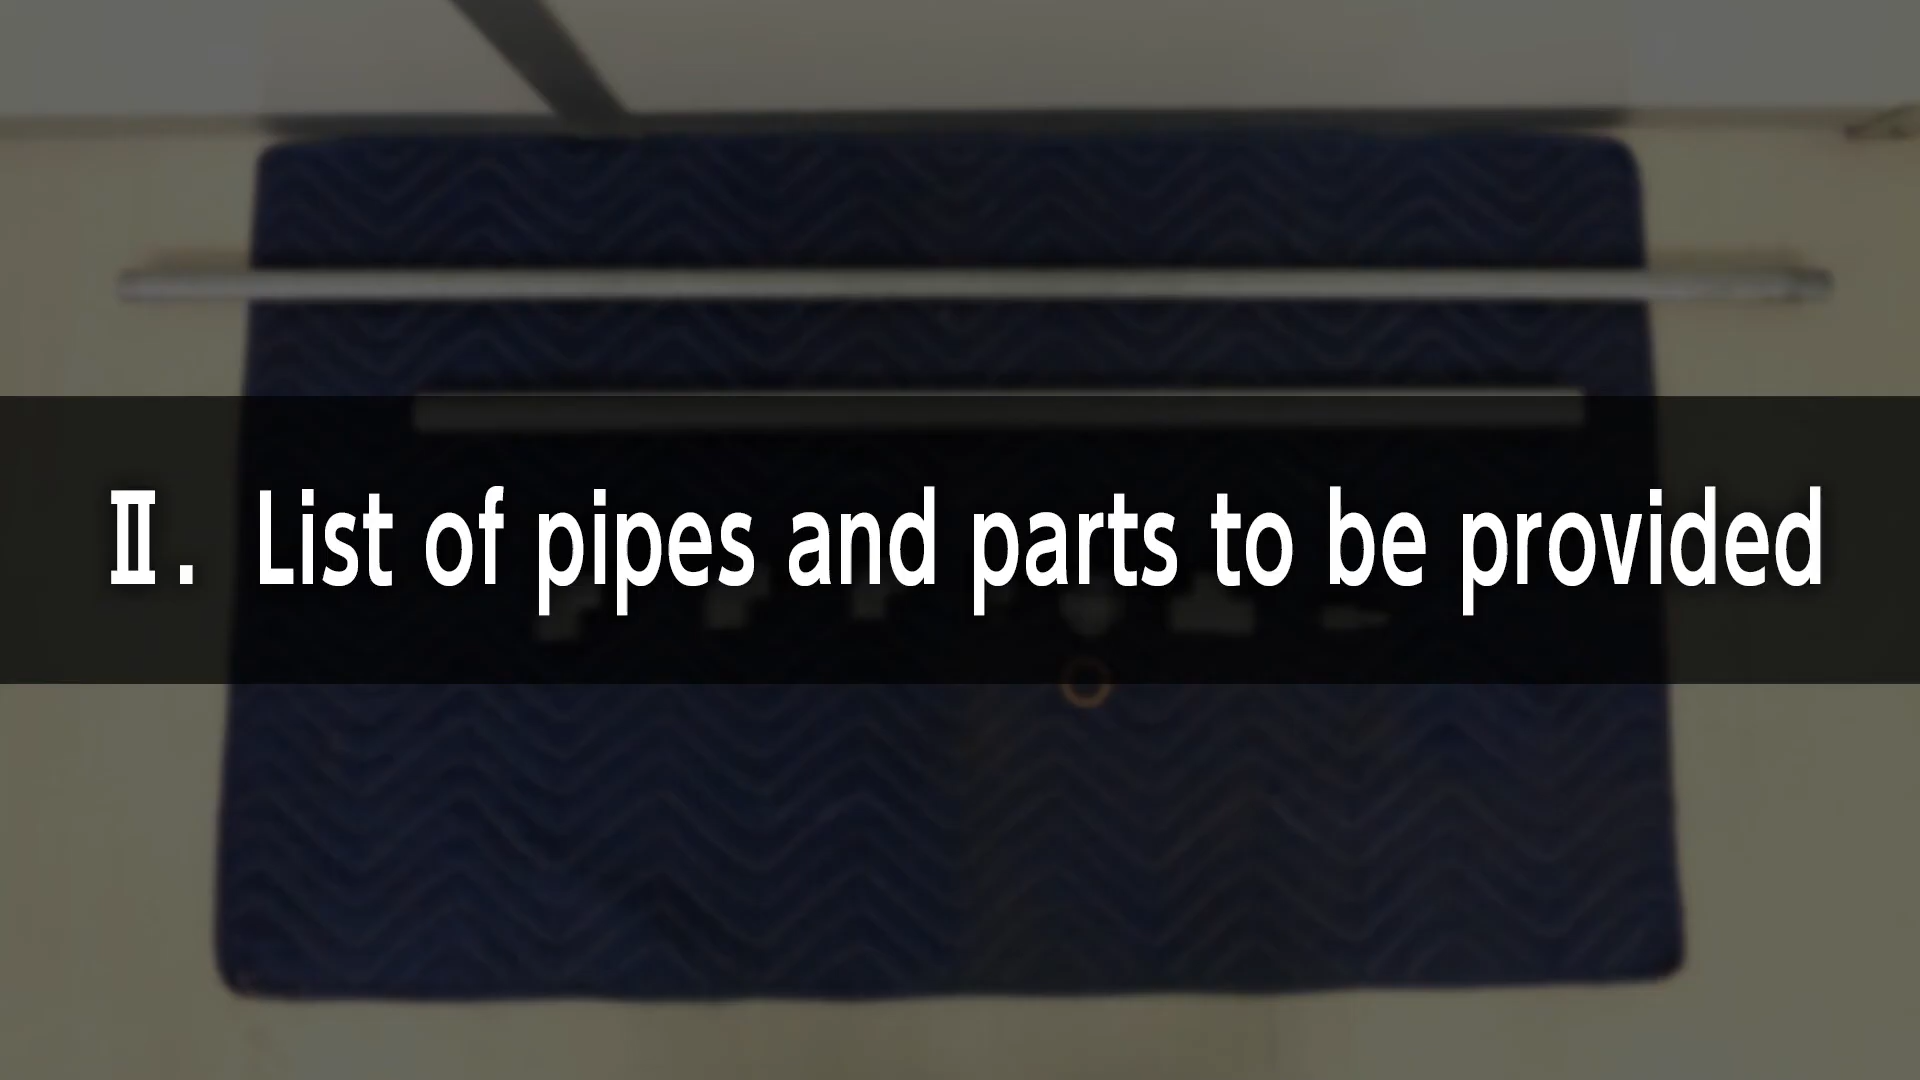 Ⅱ. List of pipes and parts to be provided